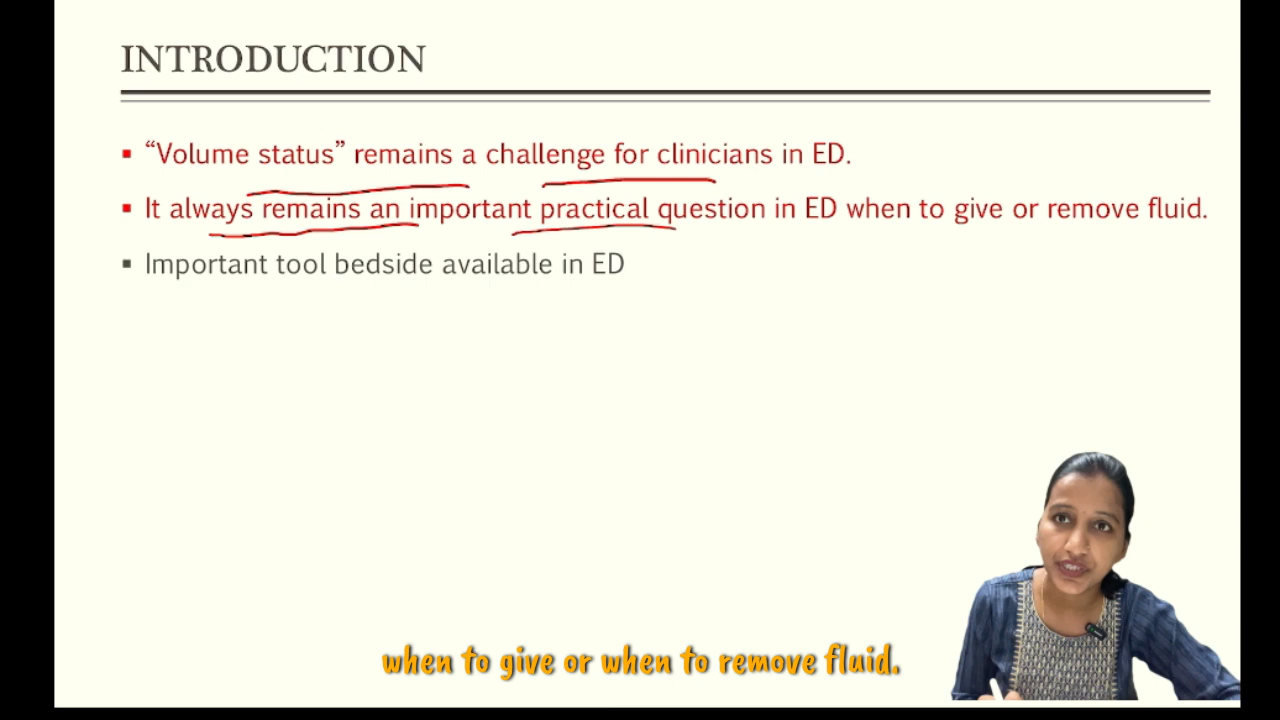 INTRODUCTION
▪ “Volume status” remains a challenge for clinicians in ED.
▪ It always remains an important practical question in ED when to give or remove fluid.
▪ Important tool bedside available in ED
when to give or when to remove fluid.